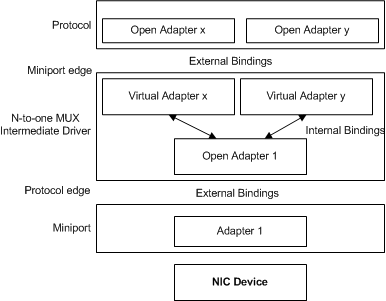 Protocol
Open Adapter x
Open Adapter y
External Bindings
Miniport edge
Virtual Adapter x
Virtual Adapter y
N-to-one MUX
Intermediate Driver
Internal Bindings
Open Adapter 1
Protocol edge
External Bindings
Miniport
Adapter 1
NIC Device